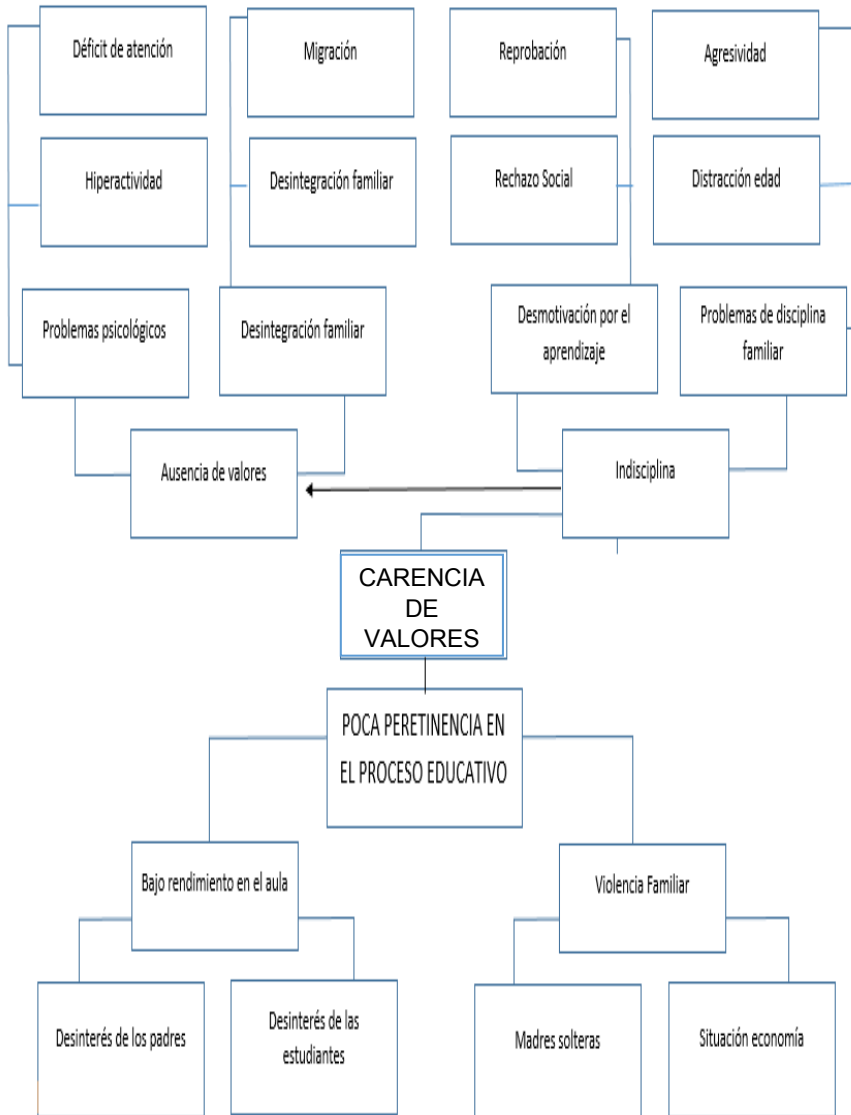 Déficit de atención
Migración
Reprobación
Agresividad
Hiperactividad
Desintegración familiar
Rechazo Social
Distracción edad
Problemas psicológicos
Desintegración familiar
Desmotivación por el
aprendizaje
Problemas de disciplina
familiar
Ausencia de valores
Indisciplina
CARENCIA
DE
VALORES
POCA PERETINENCIA EN
EL PROCESO EDUCATIVO
Bajo rendimiento en el aula
Violencia Familiar
Desinterés de los padres
Desinterés de las
estudiantes
Madres solteras
Situación economía